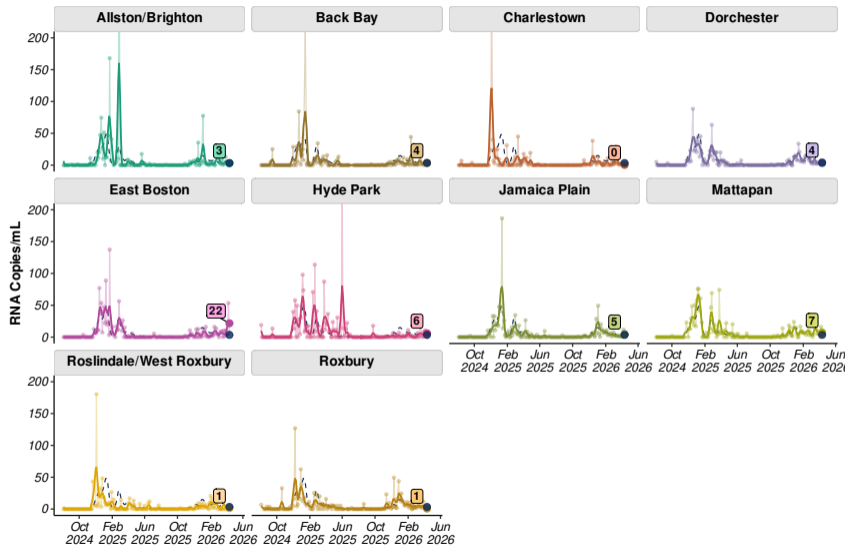 Allston/Brighton Back Bay Charlestown Dorchester
200
150
100
50
0
3 4 0 4
East Boston Hyde Park Jamaica Plain Mattapan
200
150
100
50
0
22 6 5 7
RNA Copies/mL
Oct 2024 Feb 2025 Jun 2025 Oct 2025 Feb 2026 Jun 2026
Oct 2024 Feb 2025 Jun 2025 Oct 2025 Feb 2026 Jun 2026
Roslindale/West Roxbury Roxbury
200
150
100
50
0
1 1
Oct 2024 Feb 2025 Jun 2025 Oct 2025 Feb 2026 Jun 2026
Oct 2024 Feb 2025 Jun 2025 Oct 2025 Feb 2026 Jun 2026